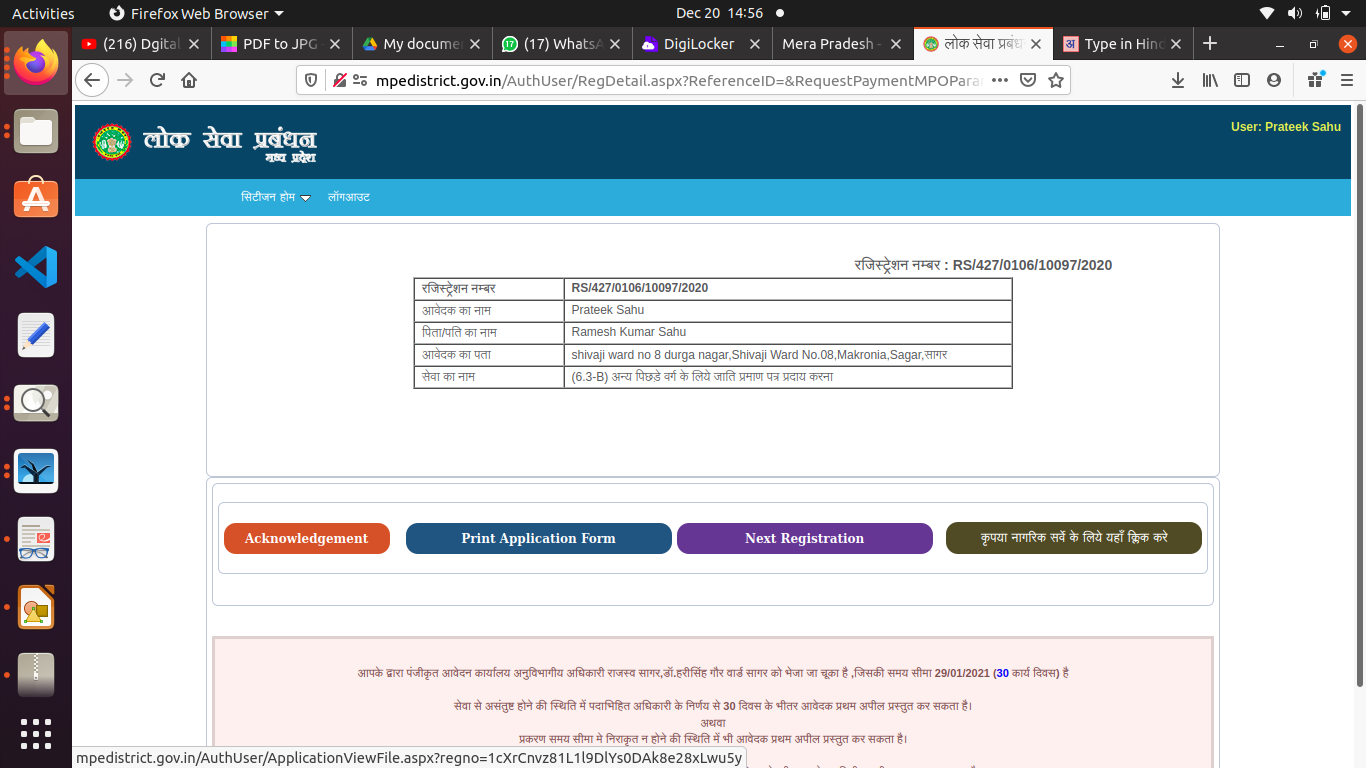 Activities Firefox Web Browser Dec 20 14:56
(216) Dgital PDF to JPG - My docume (17) WhatsA DigiLocker Mera Pradesh - लोक सेवा प्रबंध Type in Hind
mpedistrict.gov.in/AuthUser/RegDetail.aspx?ReferenceID=&RequestPaymentMPOPara
लोक सेवा प्रबंधन
मध्य प्रदेश
User: Prateek Sahu
सिटीजन होम लॉगआउट
रजिस्ट्रेशन नम्बर : RS/427/0106/10097/2020
रजिस्ट्रेशन नम्बर RS/427/0106/10097/2020
आवेदक का नाम Prateek Sahu
पिता/पति का नाम Ramesh Kumar Sahu
आवेदक का पता shivaji ward no 8 durga nagar,Shivaji Ward No.08,Makronia,Sagar,सागर
सेवा का नाम (6.3-B) अन्य पिछड़े वर्ग के लिये जाति प्रमाण पत्र प्रदाय करना
Acknowledgement Print Application Form Next Registration कृपया नागरिक सर्वे के लिये यहाँ क्लिक करे
आपके द्वारा पंजीकृत आवेदन कार्यालय अनुविभागीय अधिकारी राजस्व सागर,डॉ.हरीसिंह गौर वार्ड सागर को भेजा जा चूका है ,जिसकी समय सीमा 29/01/2021 (30 कार्य दिवस) है
सेवा से असंतुष्ट होने की स्थिति में पदाभिहित अधिकारी के निर्णय से 30 दिवस के भीतर आवेदक प्रथम अपील प्रस्तुत कर सकता है।
अथवा
प्रकरण समय सीमा मे निराकृत न होने की स्थिति में भी आवेदक प्रथम अपील प्रस्तुत कर सकता है।
mpedistrict.gov.in/AuthUser/ApplicationViewFile.aspx?regno=1cXrCnvz81L1l9DlYs0DAk8e28xLwu5y